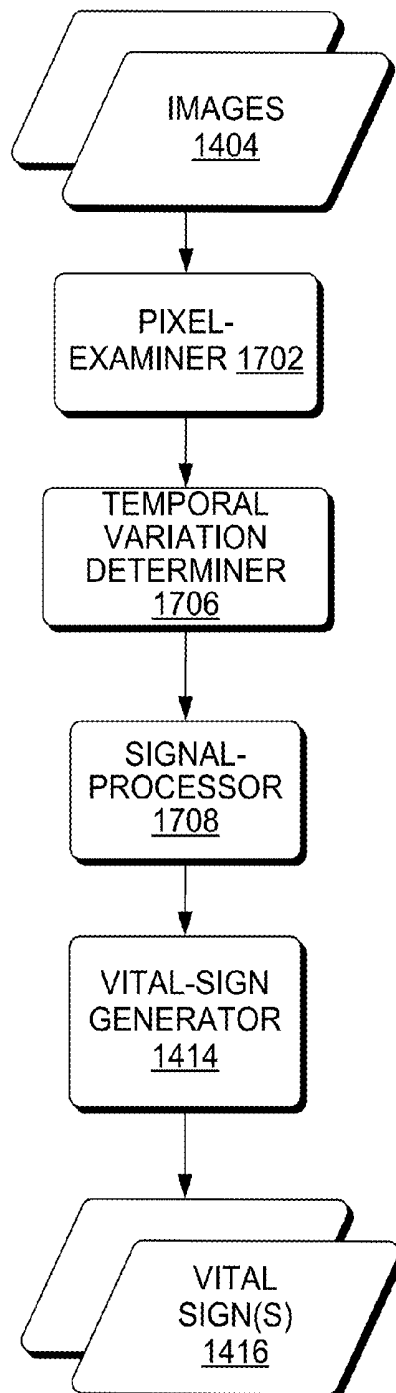 IMAGES
1404
PIXEL-
EXAMINER 1702
TEMPORAL
VARIATION
DETERMINER
1706
SIGNAL-
PROCESSOR
1708
VITAL-SIGN
GENERATOR
1414
VITAL
SIGN(S)
1416